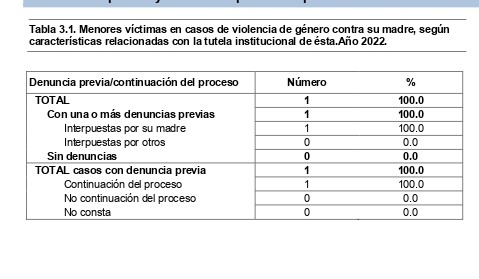 Tabla 3.1. Menores víctimas en casos de violencia de género contra su madre, según
características relacionadas con la tutela institucional de ésta.Año 2022.
Denuncia previa/continuación del proceso Número %
TOTAL 1 100.0
Con una o más denuncias previas 1 100.0
Interpuestas por su madre 1 100.0
Interpuestas por otros 0 0.0
Sin denuncias 0 0.0
TOTAL casos con denuncia previa 1 100.0
Continuación del proceso 1 100.0
No continuación del proceso 0 0.0
No consta 0 0.0